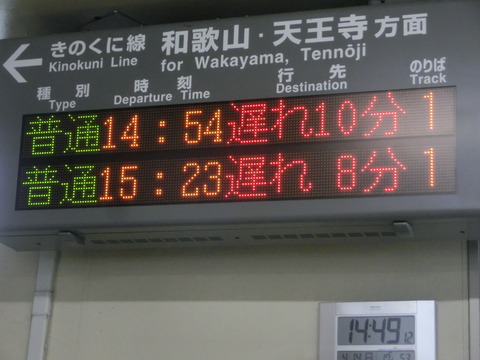 きのくに線 和歌山・天王寺 方面
Kinokuni Line for Wakayama, Tennōji
種別 時刻 行先 のりば
Type Departure Time Destination Track
普通 14:54 遅れ10分 1
普通 15:23 遅れ 8分 1
14:49 12